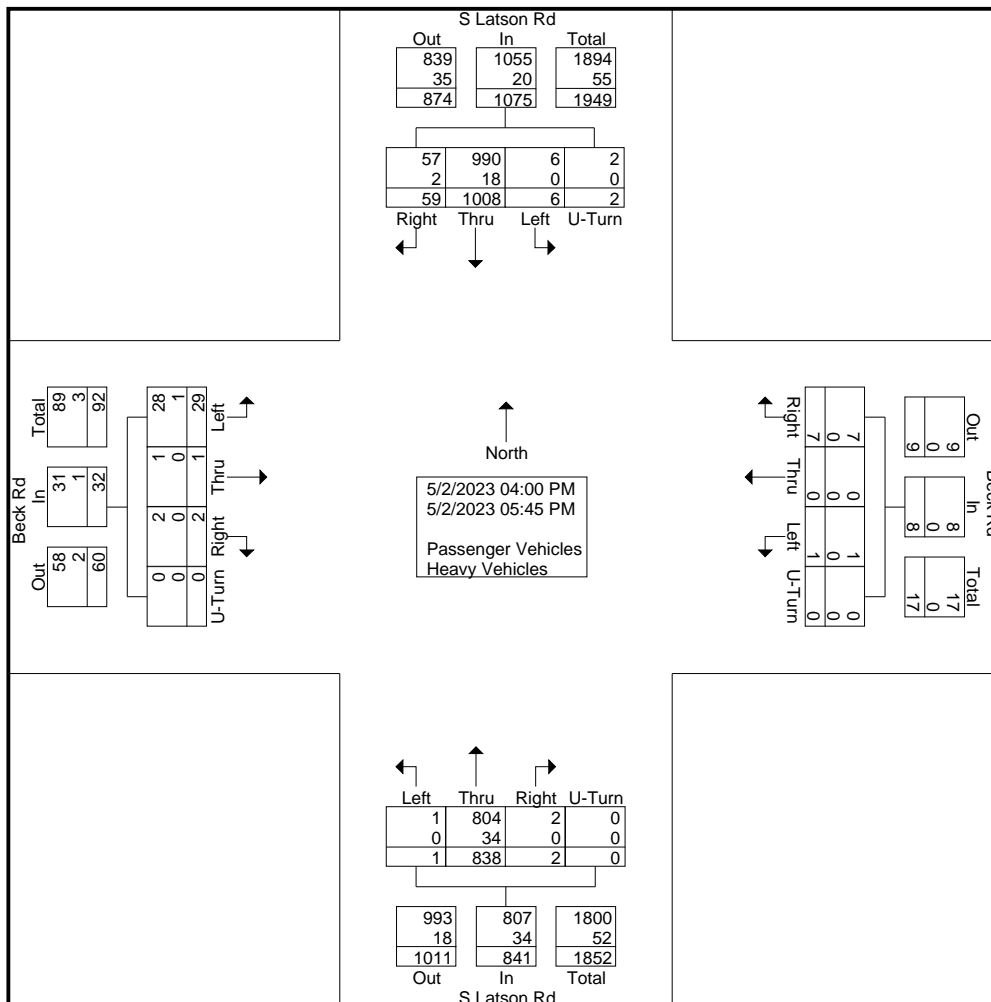 S Latson Rd
Out In Total
839 1055 1894
35 20 55
874 1075 1949
57 990 6 2
2 18 0 0
59 1008 6 2
Right Thru Left U-Turn
Beck Rd
Total In Out
89 31 58
3 1 2
92 32 60
28 1 2 0
1 0 0 0
29 1 2 0
Left Thru Right U-Turn
North
5/2/2023 04:00 PM
5/2/2023 05:45 PM
Passenger Vehicles
Heavy Vehicles
Right Thru Left U-Turn
7 0 1 0
0 0 0 0
7 0 1 0
Out In Total
9 8 17
0 0 0
9 8 17
Beck Rd
Left Thru Right U-Turn
1 804 2 0
0 34 0 0
1 838 2 0
993 807 1800
18 34 52
1011 841 1852
Out In Total
S Latson Rd